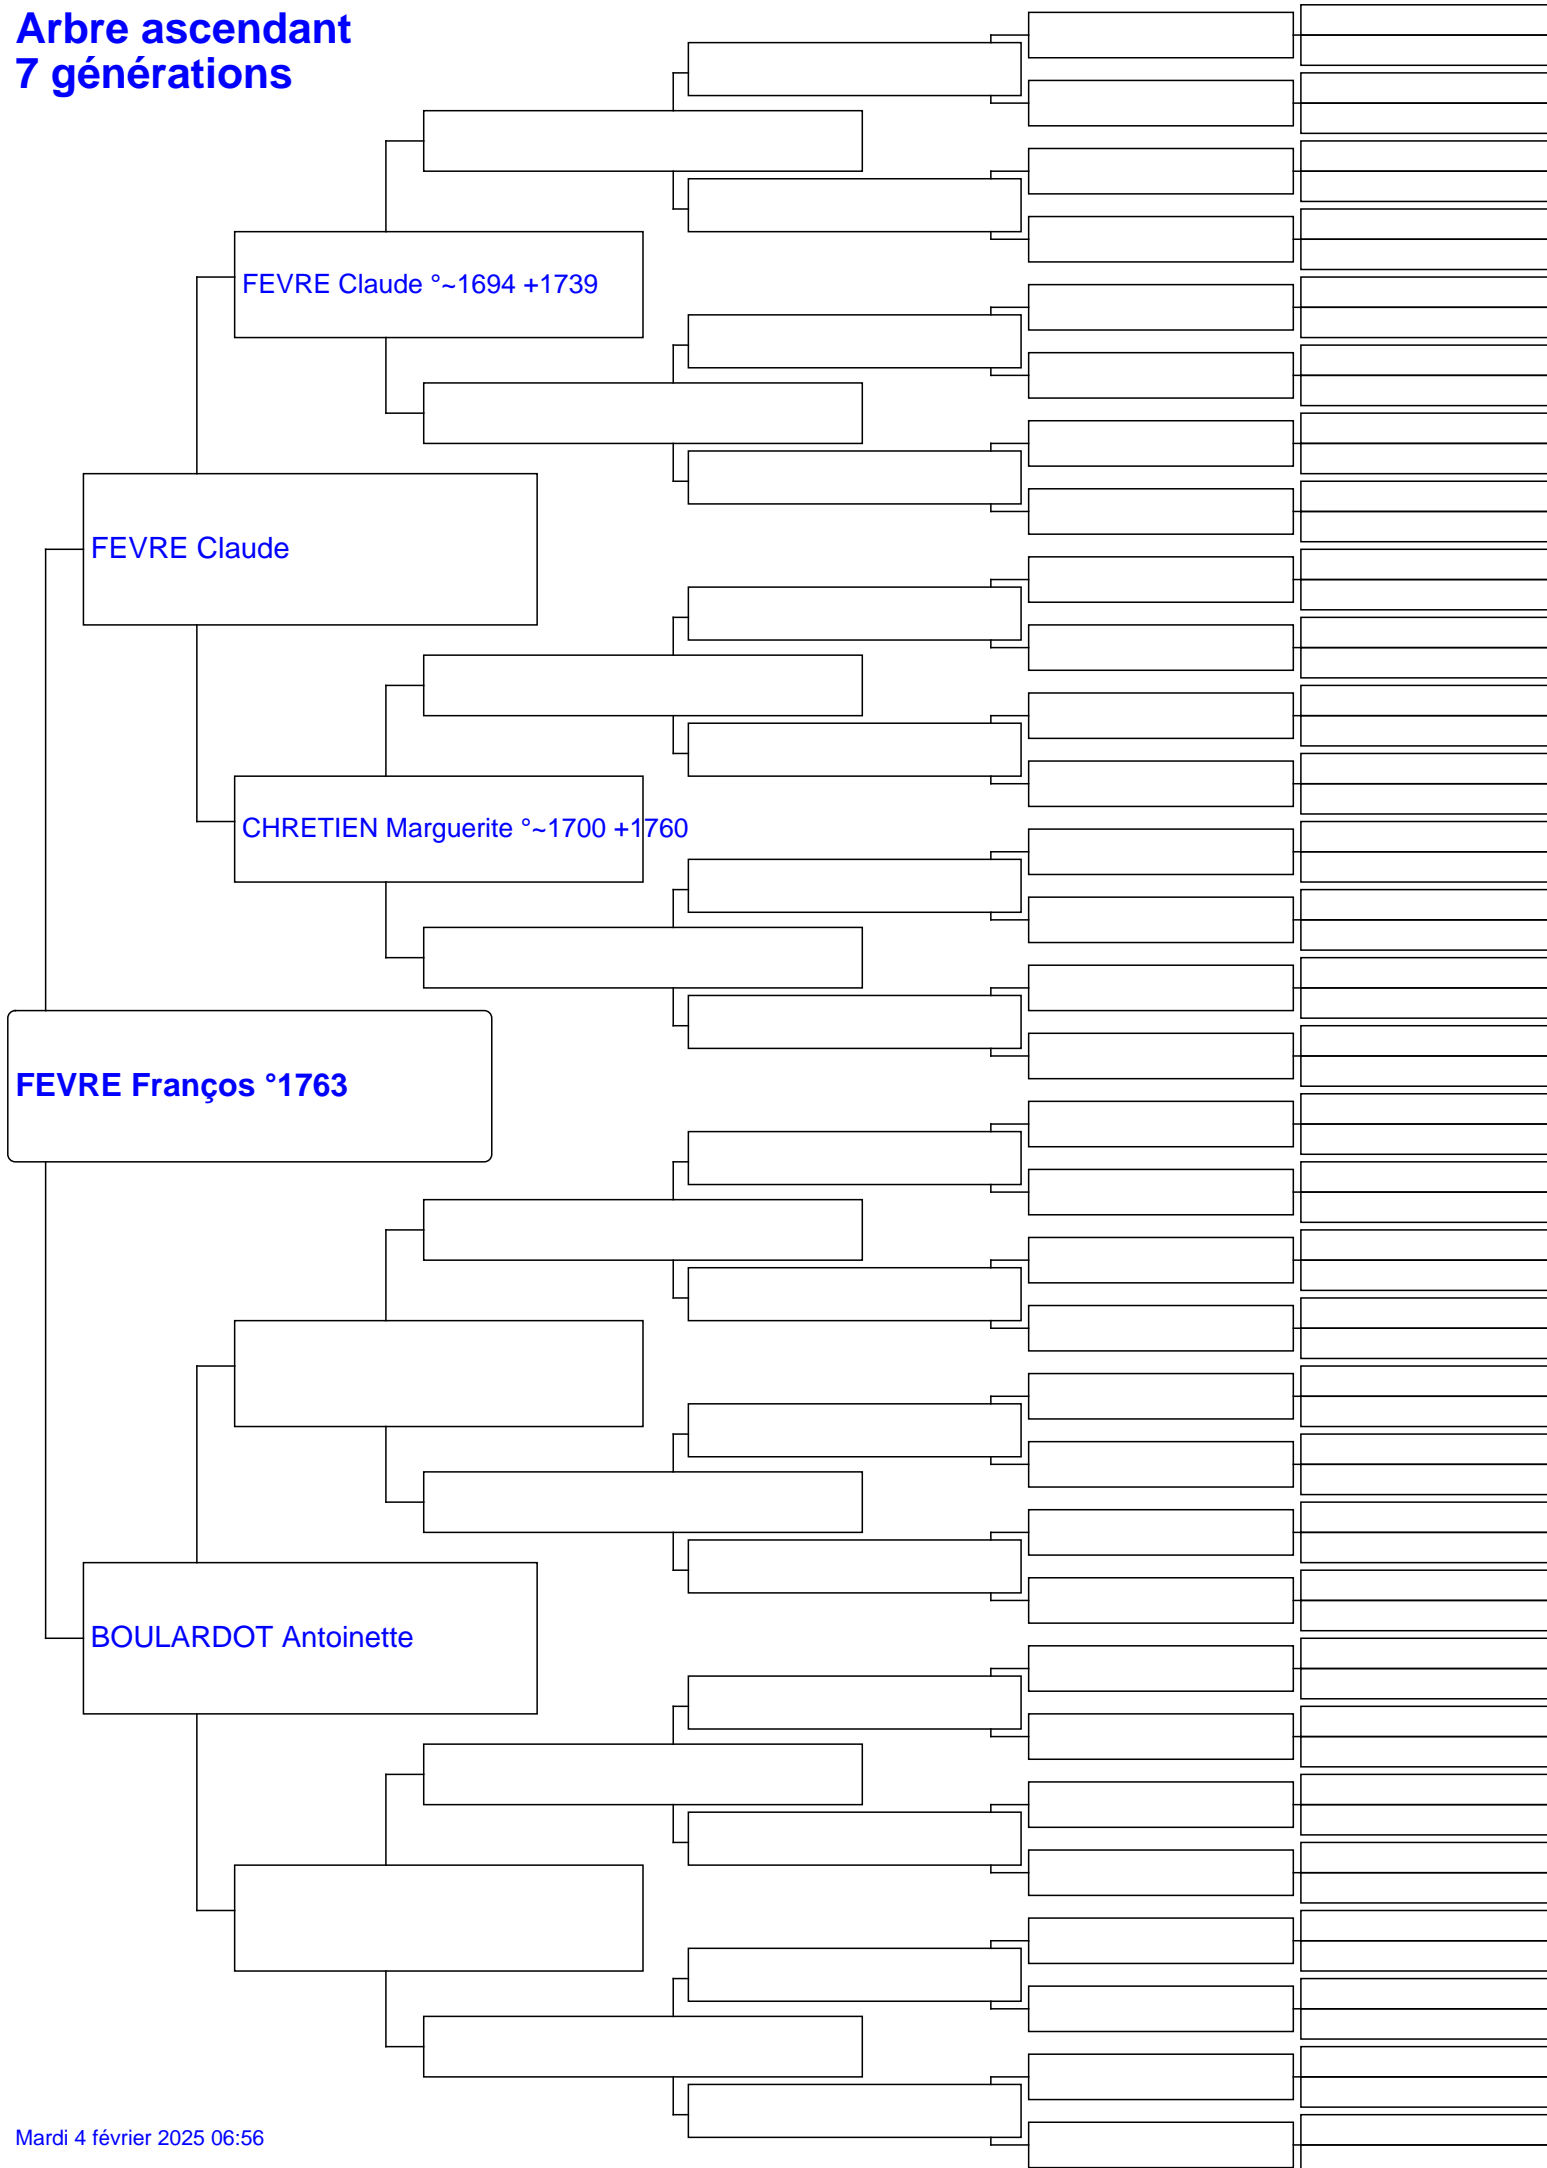 Arbre ascendant
7 générations
FEVRE Claude °~1694 +1739
FEVRE Claude
CHRETIEN Marguerite °~1700 +1760
FEVRE Franços °1763
BOULARDOT Antoinette
Mardi 4 février 2025 06:56